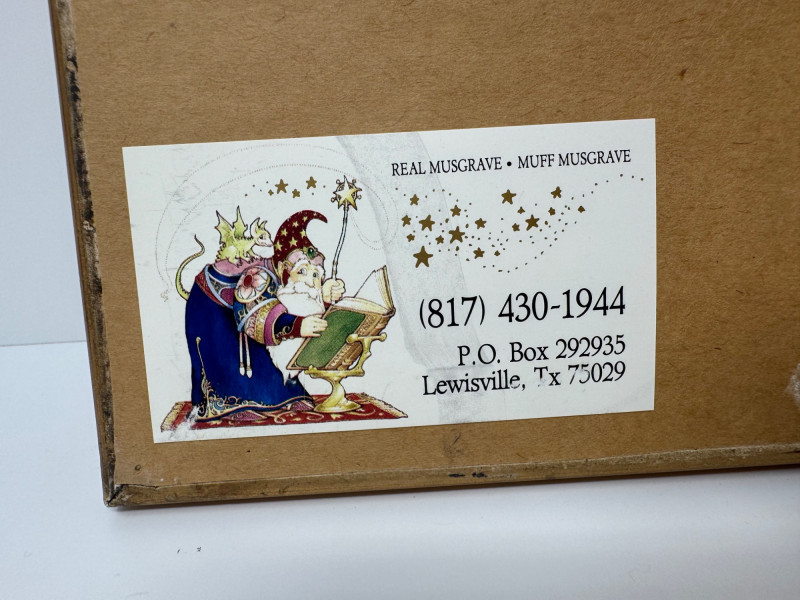 REAL MUSGRAVE • MUFF MUSGRAVE
(817) 430-1944
P.O. Box 292935
Lewisville, Tx 75029